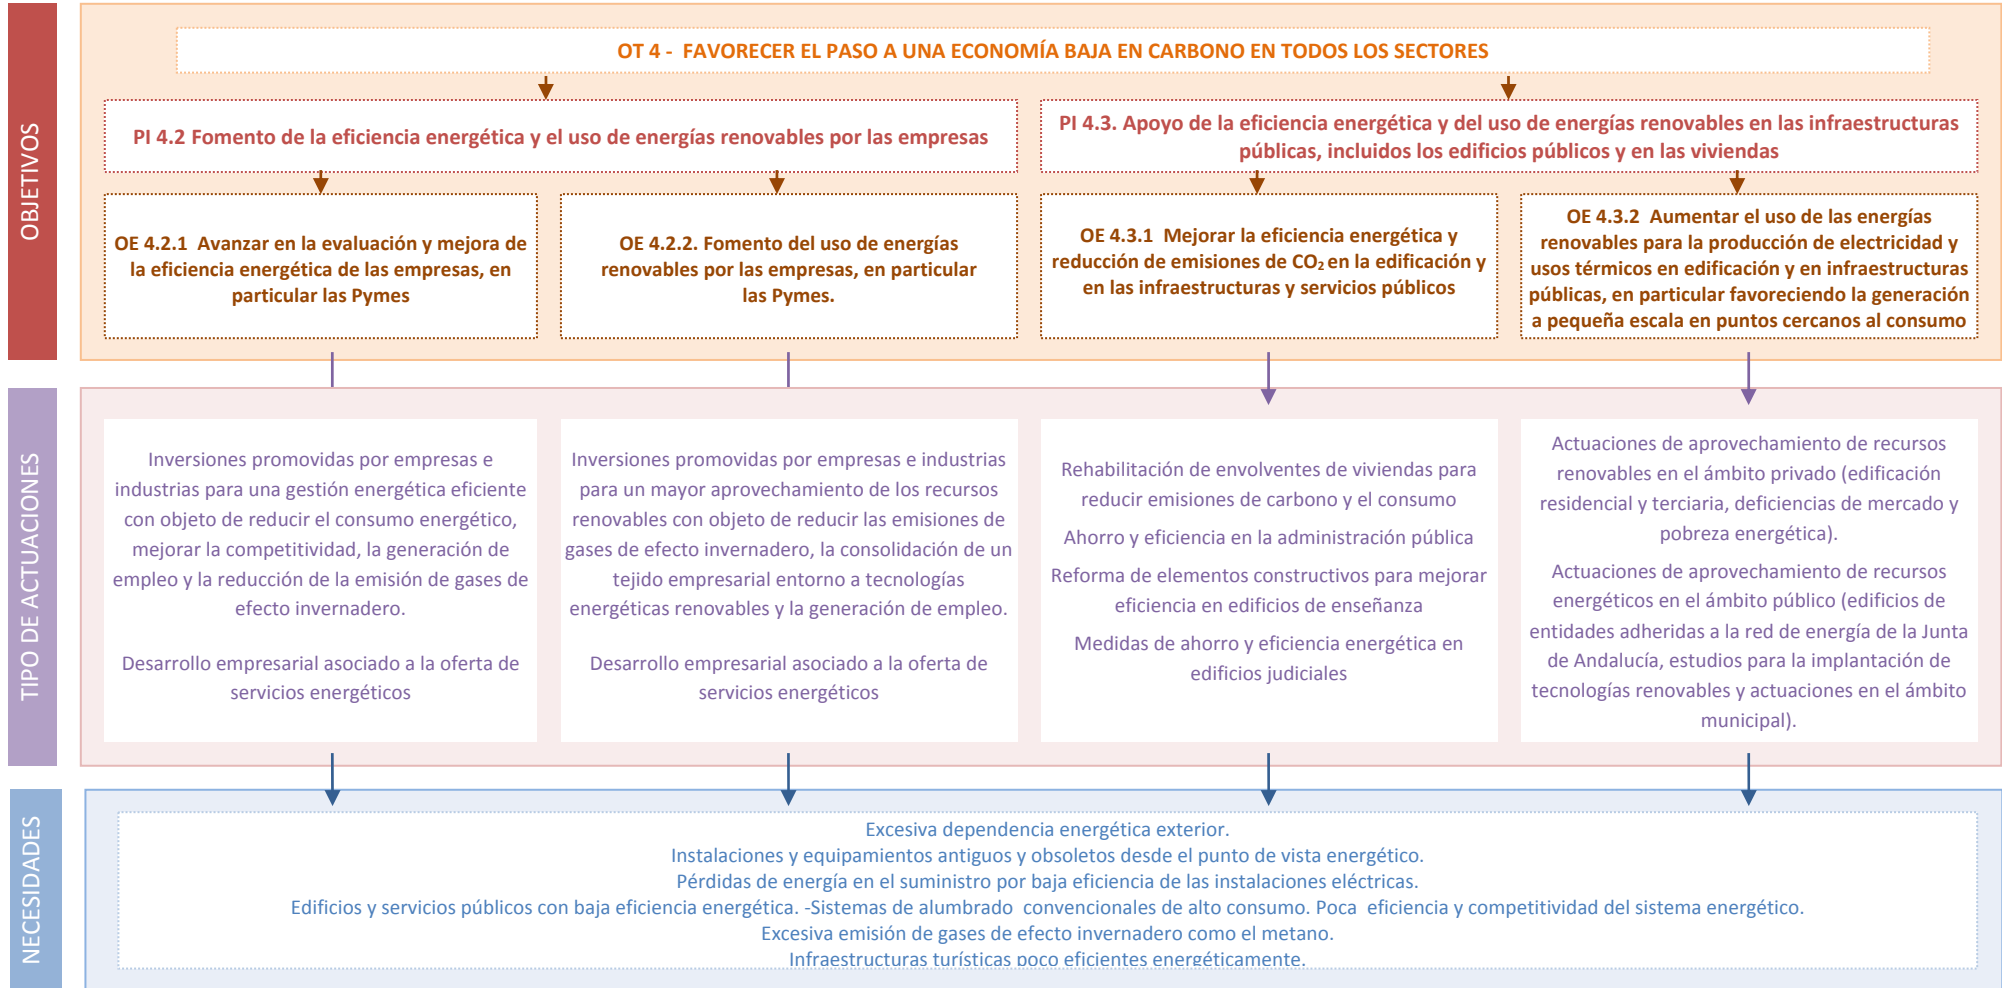 OBJETIVOS
OT 4 - FAVORECER EL PASO A UNA ECONOMÍA BAJA EN CARBONO EN TODOS LOS SECTORES
PI 4.2 Fomento de la eficiencia energética y el uso de energías renovables por las empresas
PI 4.3. Apoyo de la eficiencia energética y del uso de energías renovables en las infraestructuras
públicas, incluidos los edificios públicos y en las viviendas
OE 4.2.1 Avanzar en la evaluación y mejora de
la eficiencia energética de las empresas, en
particular las Pymes
OE 4.2.2. Fomento del uso de energías
renovables por las empresas, en particular
las Pymes.
OE 4.3.1 Mejorar la eficiencia energética y
reducción de emisiones de CO₂ en la edificación y
en las infraestructuras y servicios públicos
OE 4.3.2 Aumentar el uso de las energías
renovables para la producción de electricidad y
usos térmicos en edificación y en infraestructuras
públicas, en particular favoreciendo la generación
a pequeña escala en puntos cercanos al consumo
TIPO DE ACTUACIONES
Inversiones promovidas por empresas e
industrias para una gestión energética eficiente
con objeto de reducir el consumo energético,
mejorar la competitividad, la generación de
empleo y la reducción de la emisión de gases de
efecto invernadero.
Desarrollo empresarial asociado a la oferta de
servicios energéticos
Inversiones promovidas por empresas e industrias
para un mayor aprovechamiento de los recursos
renovables con objeto de reducir las emisiones de
gases de efecto invernadero, la consolidación de un
tejido empresarial entorno a tecnologías
energéticas renovables y la generación de empleo.
Desarrollo empresarial asociado a la oferta de
servicios energéticos
Rehabilitación de envolventes de viviendas para
reducir emisiones de carbono y el consumo
Ahorro y eficiencia en la administración pública
Reforma de elementos constructivos para mejorar
eficiencia en edificios de enseñanza
Medidas de ahorro y eficiencia energética en
edificios judiciales
Actuaciones de aprovechamiento de recursos
renovables en el ámbito privado (edificación
residencial y terciaria, deficiencias de mercado y
pobreza energética).
Actuaciones de aprovechamiento de recursos
energéticos en el ámbito público (edificios de
entidades adheridas a la red de energía de la Junta
de Andalucía, estudios para la implantación de
tecnologías renovables y actuaciones en el ámbito
municipal).
NECESIDADES
Excesiva dependencia energética exterior.
Instalaciones y equipamientos antiguos y obsoletos desde el punto de vista energético.
Pérdidas de energía en el suministro por baja eficiencia de las instalaciones eléctricas.
Edificios y servicios públicos con baja eficiencia energética. -Sistemas de alumbrado convencionales de alto consumo. Poca eficiencia y competitividad del sistema energético.
Excesiva emisión de gases de efecto invernadero como el metano.
Infraestructuras turísticas poco eficientes energéticamente.